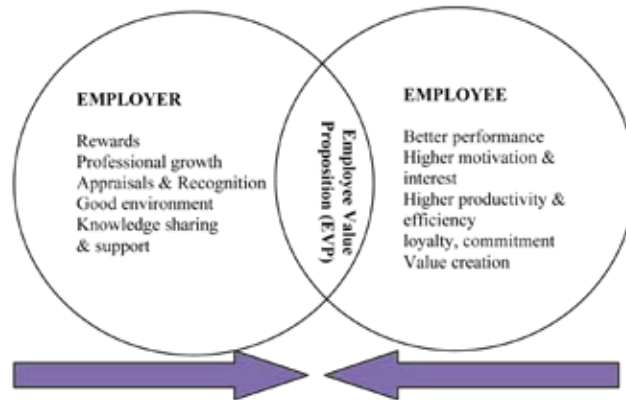 EMPLOYER
Rewards
Professional growth
Appraisals & Recognition
Good environment
Knowledge sharing
& support
Employee Value
Proposition (EVP)
EMPLOYEE
Better performance
Higher motivation &
interest
Higher productivity &
efficiency
loyalty, commitment
Value creation